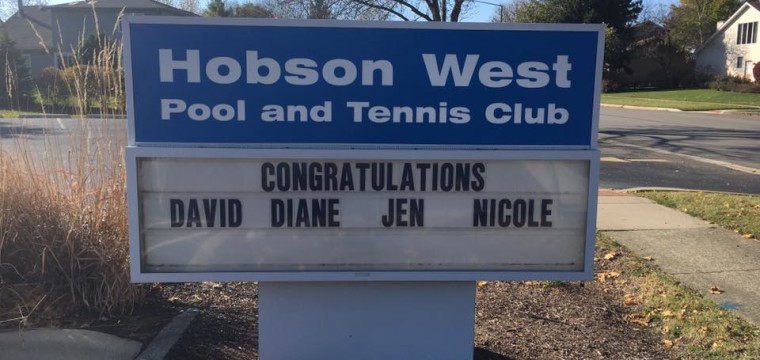 Hobson West
Pool and Tennis Club
CONGRATULATIONS
DAVID DIANE JEN NICOLE